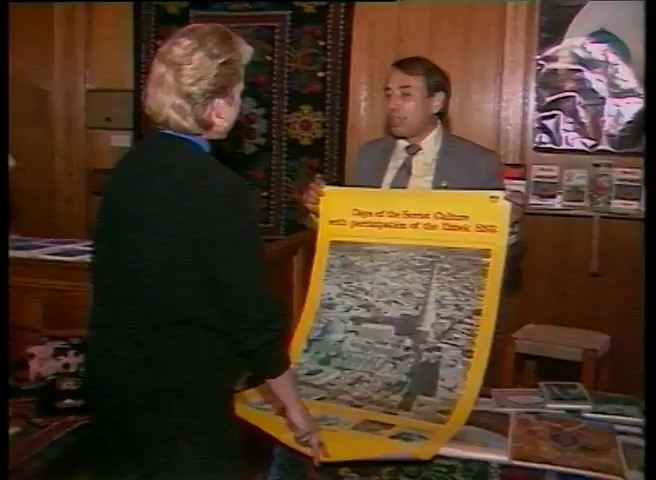 Days of the Soviet Culture
with participation of the Uzbek SSR